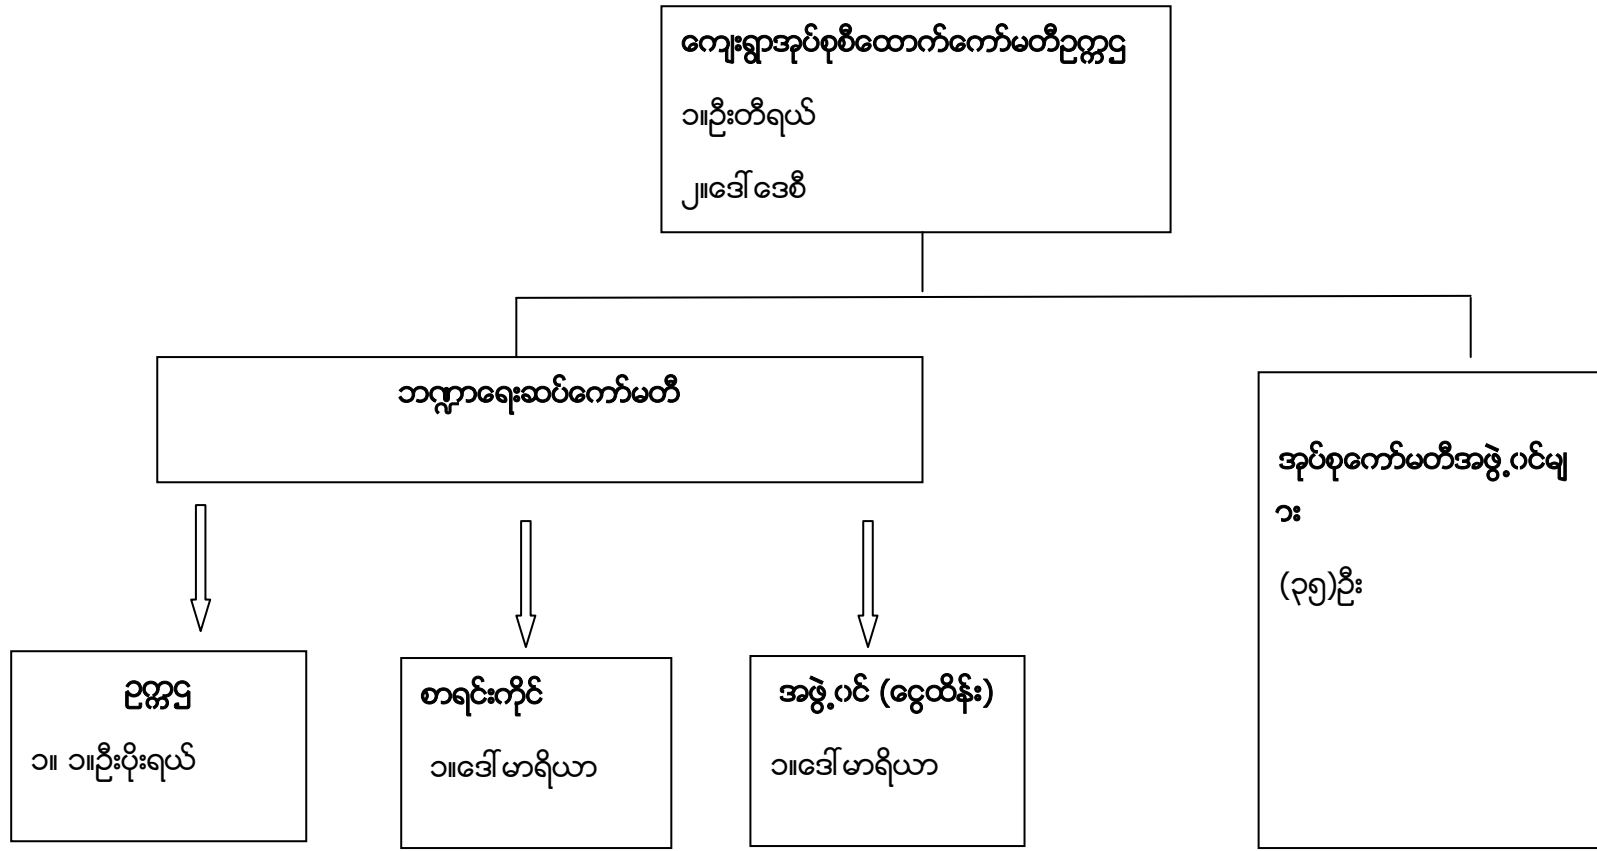 ကျေးရွာအုပ်စုစီထောက်ကော်မတီဥက္ကဌ
၁။ဦးတီရယ်
၂။ဒေါ်ဒေစီ
ဘဏ္ဍာရေးဆပ်ကော်မတီ
အုပ်စုကော်မတီအဖွဲ့ဝင်မျ
ား
(၃၅)ဦး
ဥက္ကဌ
၁။ ၁။ဦးပိုးရယ်
စာရင်းကိုင်
၁။ဒေါ်မာရိယာ
အဖွဲ့ဝင် (ငွေထိန်း)
၁။ဒေါ်မာရိယာ